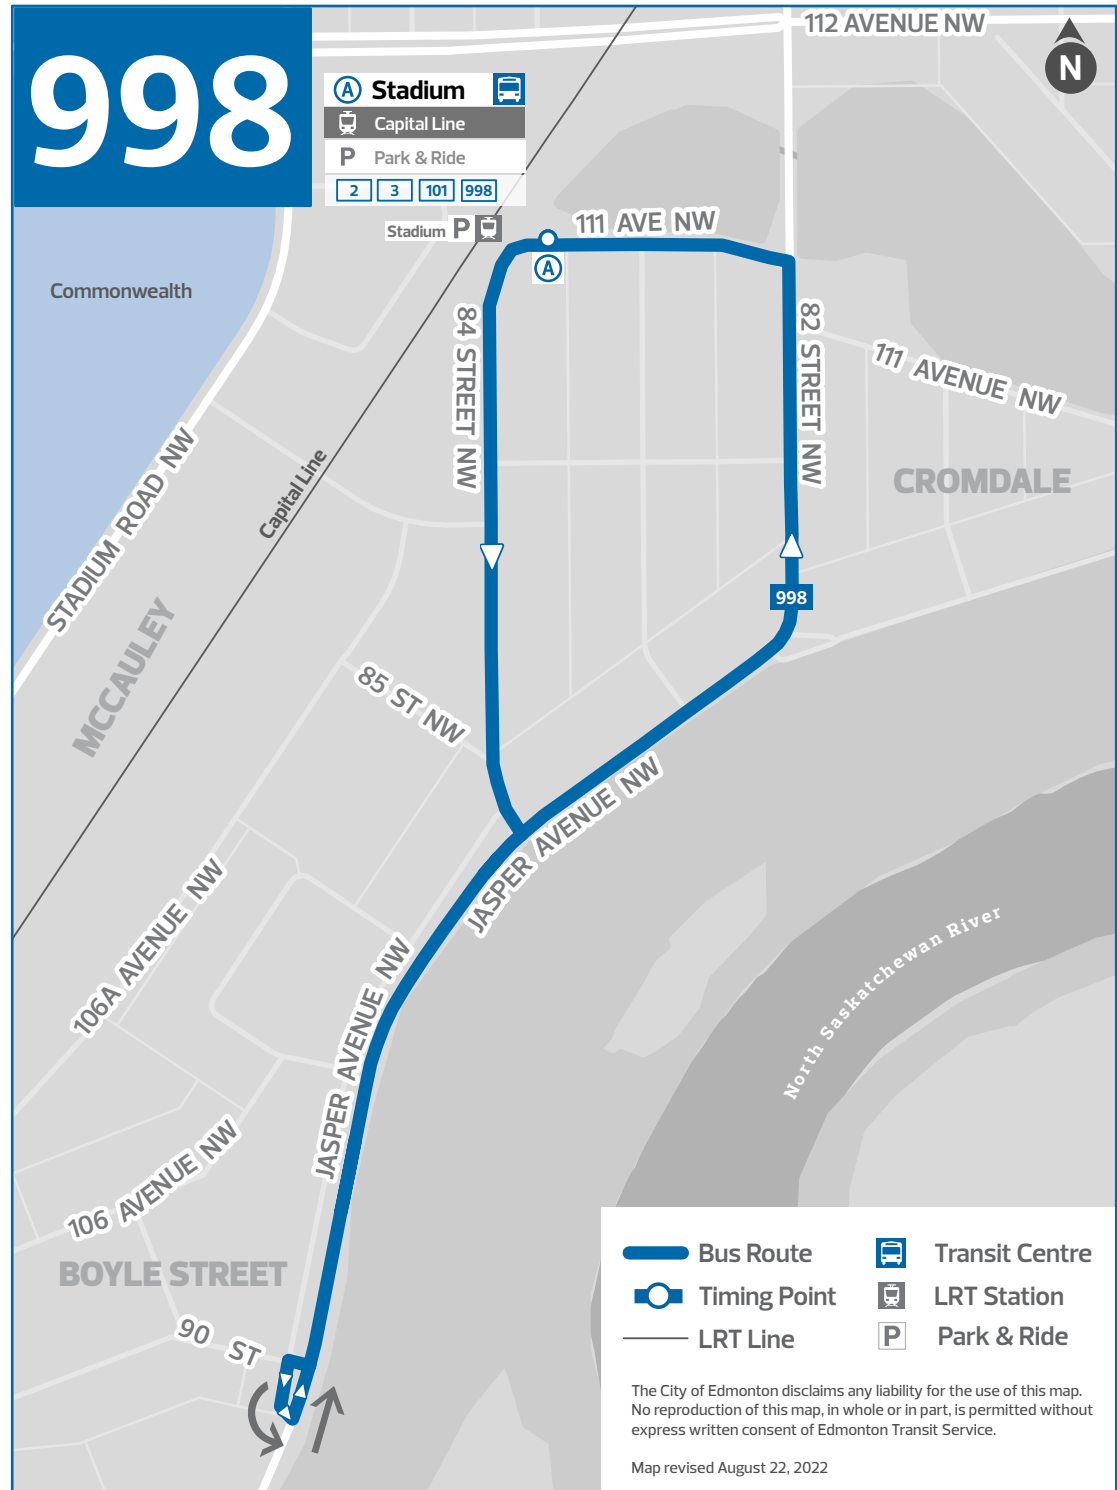 998
A Stadium
Capital Line
P Park & Ride
2 3 101 998
112 AVENUE NW
N
Stadium P
111 AVE NW
A
Commonwealth
84 STREET NW
82 STREET NW
111 AVENUE NW
CROMDALE
STADIUM ROAD NW
Capital Line
998
MCCAULEY
85 ST NW
JASPER AVENUE NW
106A AVENUE NW
JASPER AVENUE NW
North Saskatchewan River
106 AVENUE NW
BOYLE STREET
90 ST
Bus Route
Transit Centre
Timing Point
LRT Station
LRT Line
P Park & Ride
The City of Edmonton disclaims any liability for the use of this map.
No reproduction of this map, in whole or in part, is permitted without
express written consent of Edmonton Transit Service.
Map revised August 22, 2022